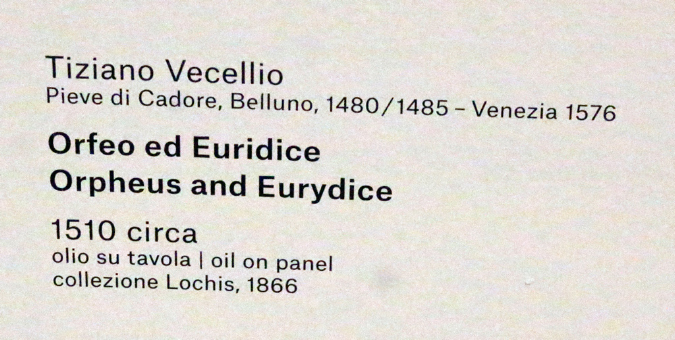 Tiziano Vecellio
Pieve di Cadore, Belluno, 1480/1485 – Venezia 1576
Orfeo ed Euridice
Orpheus and Eurydice
1510 circa
olio su tavola | oil on panel
collezione Lochis, 1866